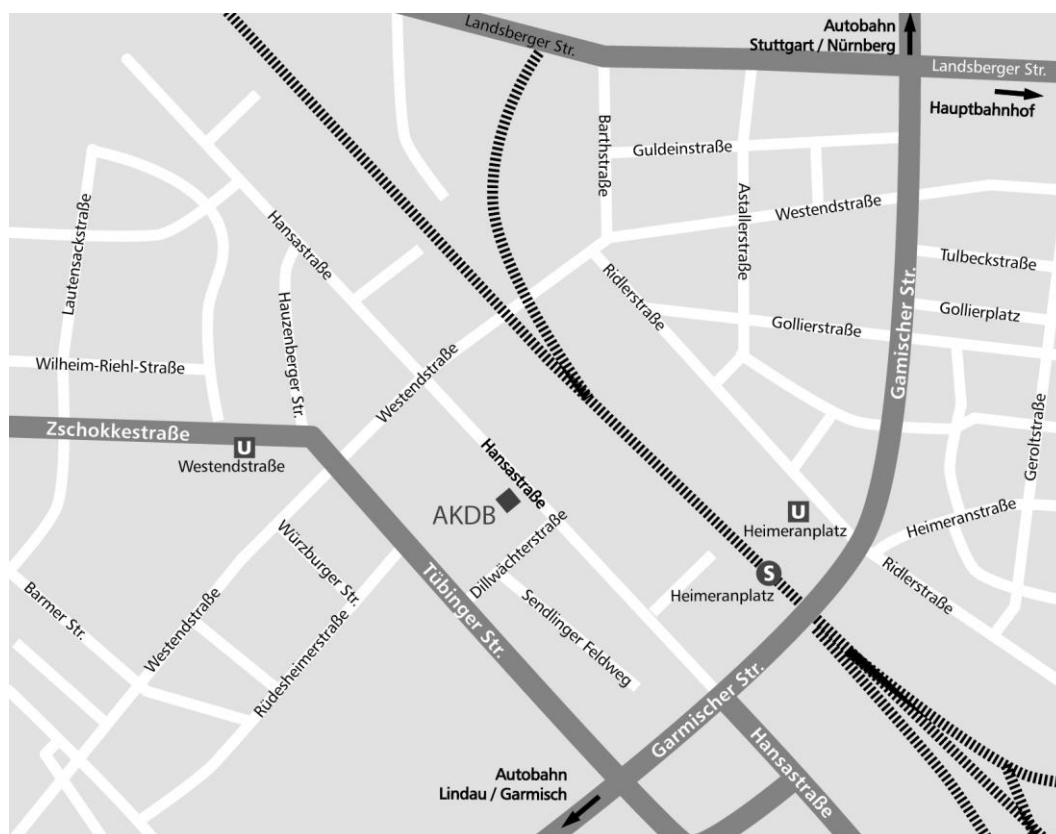 Landsberger Str.
Autobahn
Stuttgart / Nürnberg
Landsberger Str.
Hauptbahnhof
Barthstraße
Guldeinstraße
Astallerstraße
Westendstraße
Lautensackstraße
Hansastraße
Hauzenberger Str.
Ridlerstraße
Tulbeckstraße
Gollierplatz
Gollierstraße
Gamischer Str.
Wilheim-Riehl-Straße
Westendstraße
Zschokkestraße
U
Westendstraße
Hansastraße
AKDB
Dillwächterstraße
U
Heimeranplatz
Heimeranstraße
Geroltstraße
S
Heimeranplatz
Ridlerstraße
Würzburger Str.
Tübinger Str.
Sendlinger Feldweg
Barmer Str.
Westendstraße
Rüdesheimerstraße
Garmischer Str.
Hansastraße
Autobahn
Lindau / Garmisch